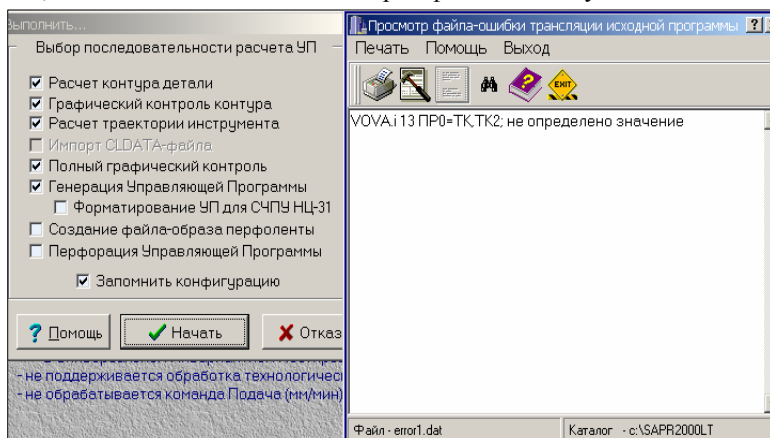 Выполнить...
Выбор последовательности расчета УП
Расчет контура детали
Графический контроль контура
Расчет траектории инструмента
Импорт CLDATA-файла
Полный графический контроль
Генерация Управляющей Программы
Форматирование УП для СЧПУ НЦ-31
Создание файла-образа перфоленты
Перфорация Управляющей Программы
Запомнить конфигурацию
? Помощь
Начать
Отказ
- не поддерживается обработка технологичес
- не обрабатывается команда Подача (мм/мин)
Просмотр файла-ошибки трансляции исходной программы
Печать Помощь Выход
EXIT
VOVA.i 13 ПР0=ТК,ТК2; не определено значение
Файл - error1.dat
Каталог - c:\SAPR2000LT